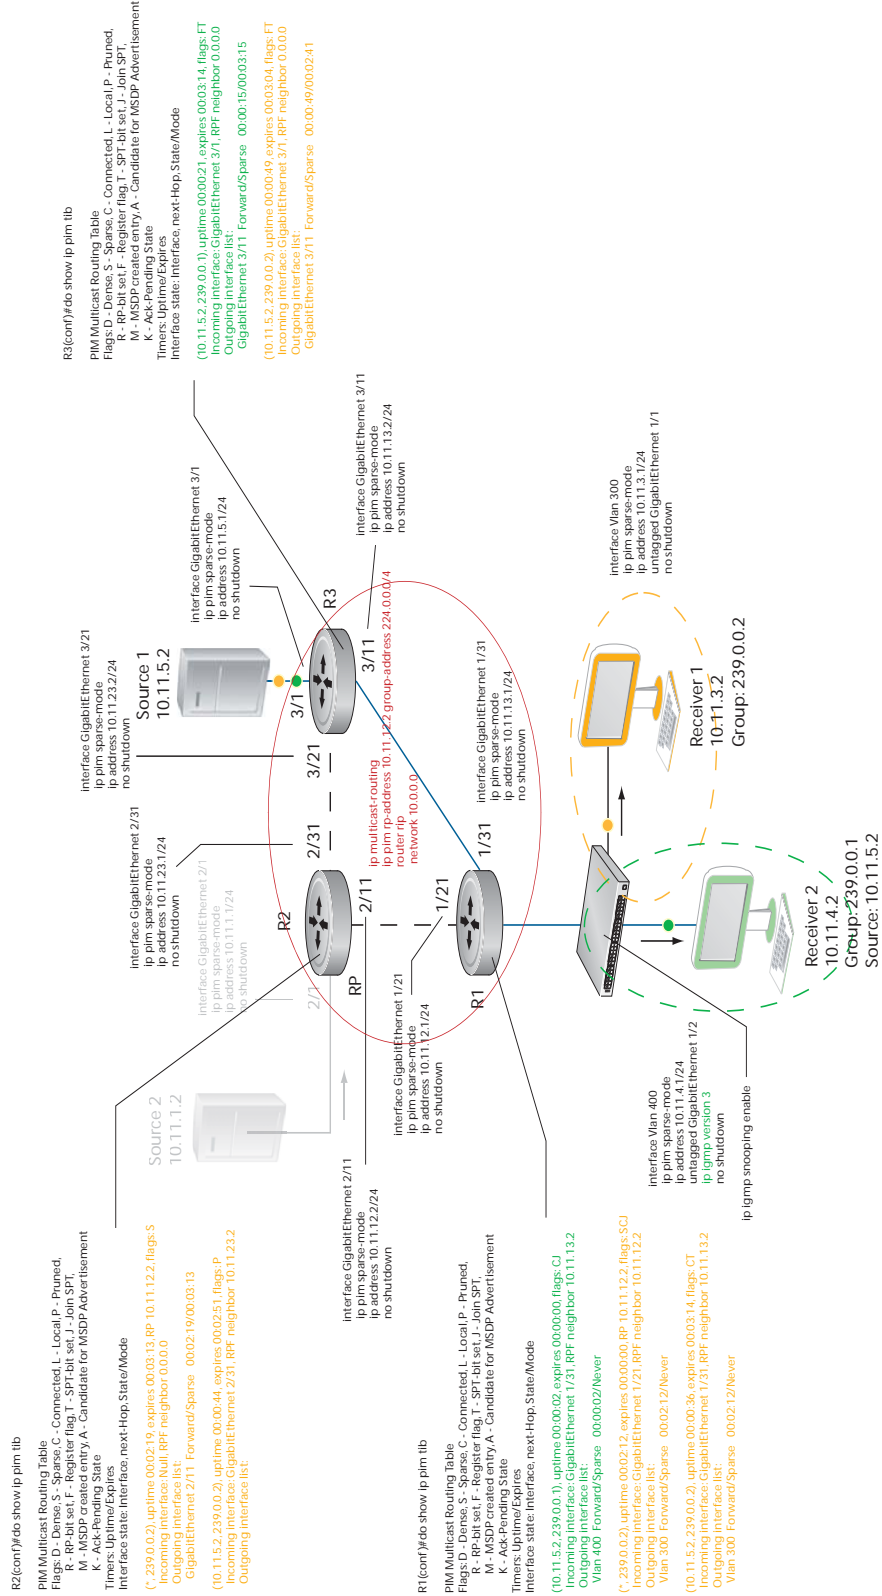 R2(conf)#do show ip pim tib
PIM Multicast Routing Table
Flags: D - Dense, S - Sparse, C - Connected, L - Local, P - Pruned,
R - RP-bit set, F - Register flag, T - SPT-bit set, J - Join SPT,
M - MSDP created entry, A - Candidate for MSDP Advertisement
K - Ack-Pending State
Timers: Uptime/Expires
Interface state: Interface, next-Hop, State/Mode
(*, 239.0.0.2), uptime 00:02:19, expires 00:03:13, RP 10.11.12.2, flags: S
Incoming interface: Null, RPF neighbor 0.0.0.0
Outgoing interface list:
GigabitEthernet 2/11 Forward/Sparse 00:02:19/00:03:13
(10.11.5.2, 239.0.0.2), uptime 00:00:44, expires 00:02:51, flags: P
Incoming interface: GigabitEthernet 2/31, RPF neighbor 10.11.23.2
Outgoing interface list:
R3(conf)#do show ip pim tib
PIM Multicast Routing Table
Flags: D - Dense, S - Sparse, C - Connected, L - Local, P - Pruned,
R - RP-bit set, F - Register flag, T - SPT-bit set, J - Join SPT,
M - MSDP created entry, A - Candidate for MSDP Advertisement
K - Ack-Pending State
Timers: Uptime/Expires
Interface state: Interface, next-Hop, State/Mode
(10.11.5.2, 239.0.0.1), uptime 00:00:21, expires 00:03:14, flags: FT
Incoming interface: GigabitEthernet 3/1, RPF neighbor 0.0.0.0
Outgoing interface list:
GigabitEthernet 3/11 Forward/Sparse 00:00:15/00:03:15
(10.11.5.2, 239.0.0.2), uptime 00:00:49, expires 00:03:04, flags: FT
Incoming interface: GigabitEthernet 3/1, RPF neighbor 0.0.0.0
Outgoing interface list:
GigabitEthernet 3/11 Forward/Sparse 00:00:49/00:02:41
interface GigabitEthernet 3/21
ip pim sparse-mode
ip address 10.11.23.2/24
no shutdown
interface GigabitEthernet 2/31
ip pim sparse-mode
ip address 10.11.23.1/24
no shutdown
interface GigabitEthernet 3/1
ip pim sparse-mode
ip address 10.11.5.1/24
no shutdown
interface GigabitEthernet 2/1
ip pim sparse-mode
ip address 10.11.1.1/24
no shutdown
Source 2
10.11.1.2
Source 1
10.11.5.2
2/1
R2
2/31
3/21
3/1
R3
RP
2/11
3/11
interface GigabitEthernet 3/11
ip pim sparse-mode
ip address 10.11.13.2/24
no shutdown
ip multicast-routing
ip pim rp-address 10.11.12.2 group-address 224.0.0.0/4
router rip
network 10.0.0.0
interface GigabitEthernet 2/11
ip pim sparse-mode
ip address 10.11.12.2/24
no shutdown
interface GigabitEthernet 1/21
ip pim sparse-mode
ip address 10.11.12.1/24
no shutdown
1/21
R1
1/31
interface GigabitEthernet 1/31
ip pim sparse-mode
ip address 10.11.13.1/24
no shutdown
R1(conf)#do show ip pim tib
PIM Multicast Routing Table
Flags: D - Dense, S - Sparse, C - Connected, L - Local, P - Pruned,
R - RP-bit set, F - Register flag, T - SPT-bit set, J - Join SPT,
M - MSDP created entry, A - Candidate for MSDP Advertisement
K - Ack-Pending State
Timers: Uptime/Expires
Interface state: Interface, next-Hop, State/Mode
(10.11.5.2, 239.0.0.1), uptime 00:00:02, expires 00:00:00, flags: CJ
Incoming interface: GigabitEthernet 1/31, RPF neighbor 10.11.13.2
Outgoing interface list:
Vlan 400 Forward/Sparse 00:00:02/Never
(*, 239.0.0.2), uptime 00:02:12, expires 00:00:00, RP 10.11.12.2, flags: SCJ
Incoming interface: GigabitEthernet 1/21, RPF neighbor 10.11.12.2
Outgoing interface list:
Vlan 300 Forward/Sparse 00:02:12/Never
(10.11.5.2, 239.0.0.2), uptime 00:00:36, expires 00:03:14, flags: CT
Incoming interface: GigabitEthernet 1/31, RPF neighbor 10.11.13.2
Outgoing interface list:
Vlan 300 Forward/Sparse 00:02:12/Never
interface Vlan 300
ip pim sparse-mode
ip address 10.11.3.1/24
untagged GigabitEthernet 1/1
no shutdown
interface Vlan 400
ip pim sparse-mode
ip address 10.11.4.1/24
untagged GigabitEthernet 1/2
ip igmp version 3
no shutdown
ip igmp snooping enable
Receiver 1
10.11.3.2
Group: 239.0.0.2
Receiver 2
10.11.4.2
Group: 239.0.0.1
Source: 10.11.5.2